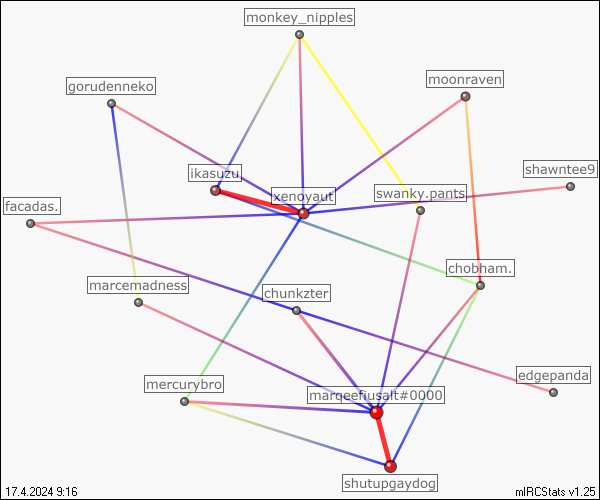 monkey_nipples
moonraven
gorudenneko
shawntee9
ikasuzu
xenoyaut
swanky.pants
facadas.
chobham.
marcemadness
chunkzter
edgepanda
mercurybro
marqeefiusalt#0000
shutupgaydog
17.4.2024 9:16
mIRCStats v1.25